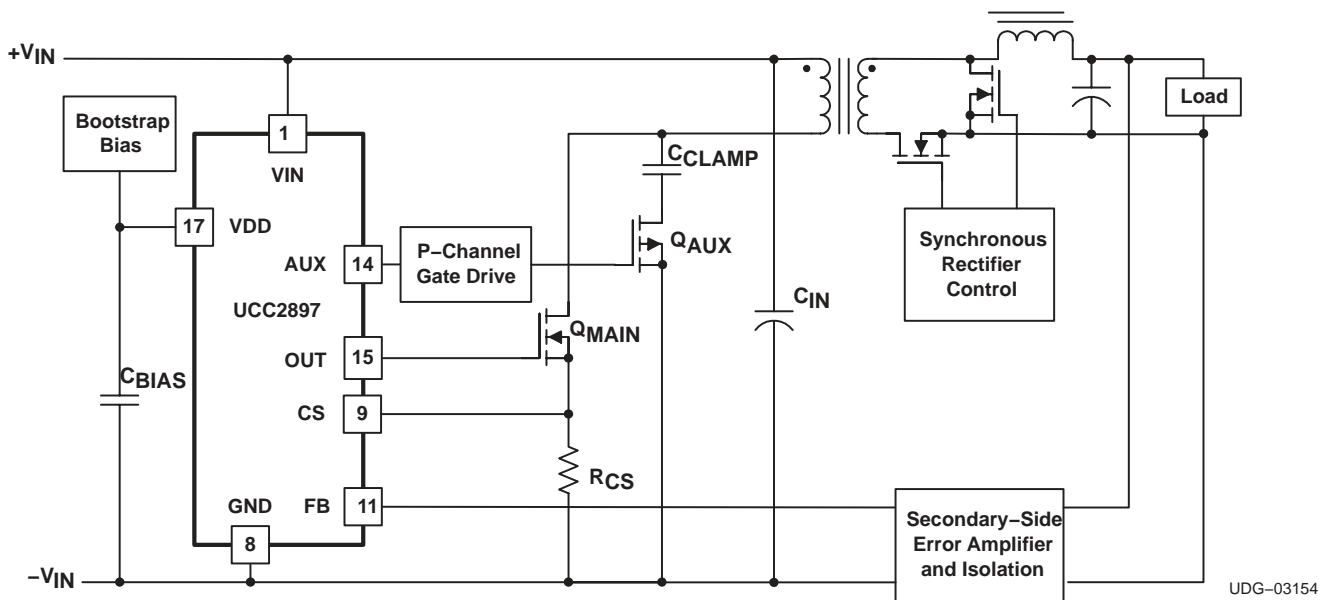 +VIN
Bootstrap
Bias
1
VIN
17
VDD
AUX
14
P–Channel
Gate Drive
UCC2897
OUT
15
CS
9
FB
11
GND
8
CBIAS
CCLAMP
QAUX
QMAIN
RCS
CIN
Synchronous
Rectifier
Control
Load
Secondary–Side
Error Amplifier
and Isolation
–VIN
UDG–03154